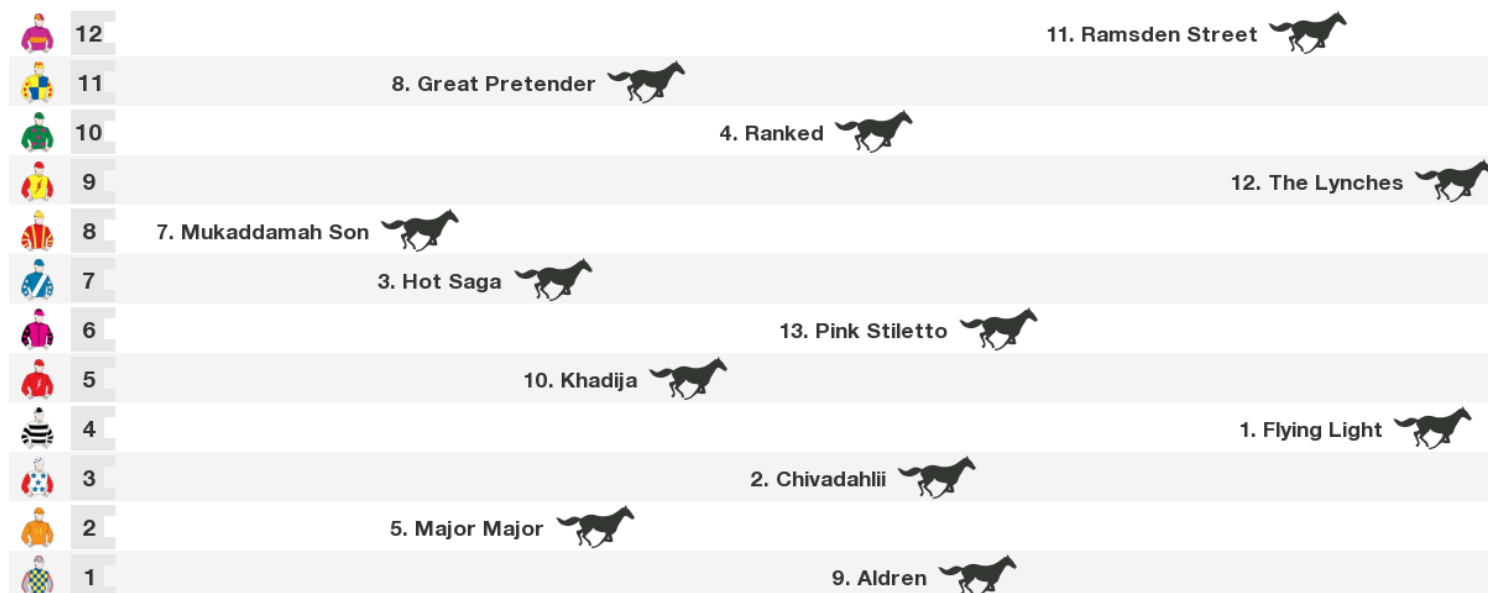 12 11. Ramsden Street
11 8. Great Pretender
10 4. Ranked
9 12. The Lynches
8 7. Mukaddamah Son
7 3. Hot Saga
6 13. Pink Stiletto
5 10. Khadija
4 1. Flying Light
3 2. Chivadahlii
2 5. Major Major
1 9. Aldren